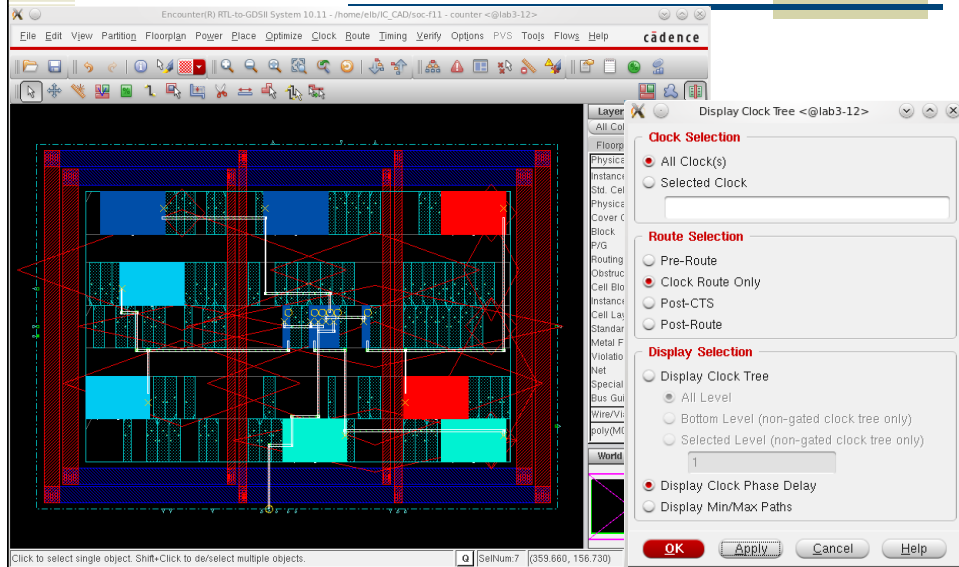 Encounter(R) RTL-to-GDSII System 10.11 - /home/elb/IC_CAD/soc-f11 - counter <@lab3-12>
File Edit View Partition Floorplan Power Place Optimize Clock Route Timing Verify Options PVS Tools Flows Help
cādence
Layer
All Col
Floorp
Physica
Instance
Std. Cel
Physica
Cover C
Block
P/G
Routing
Obstruc
Cell Blo
Instance
Cell Lay
Standar
Metal F
Violatio
Net
Special
Bus Gui
Wire/Vi
poly(M0
World
Display Clock Tree <@lab3-12>
Clock Selection
All Clock(s)
Selected Clock
Route Selection
Pre-Route
Clock Route Only
Post-CTS
Post-Route
Display Selection
Display Clock Tree
All Level
Bottom Level (non-gated clock tree only)
Selected Level (non-gated clock tree only)
1
Display Clock Phase Delay
Display Min/Max Paths
OK Apply Cancel Help
Click to select single object. Shift+Click to de/select multiple objects. Q SelNum:7 (359.660, 156.730)